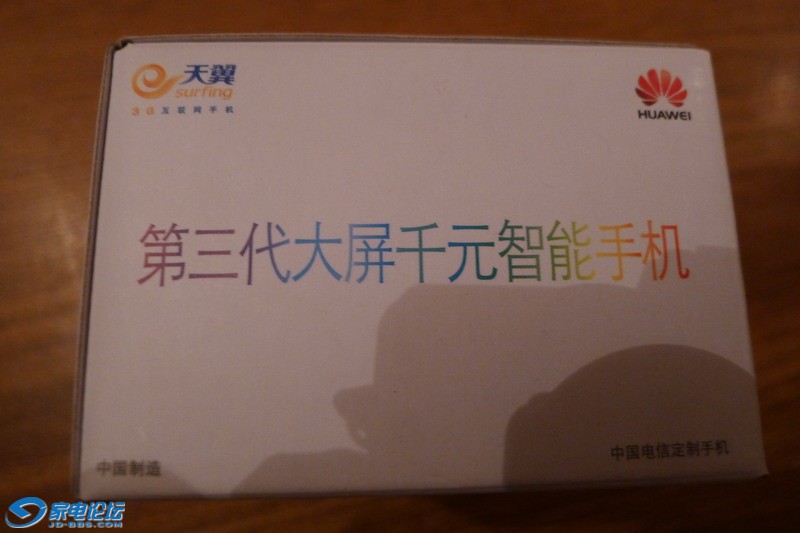 天翼
surfing
3G互联网手机
HUAWEI
第三代大屏千元智能手机
中国制造
中国电信定制手机
家电论坛
JD-BBS.COM